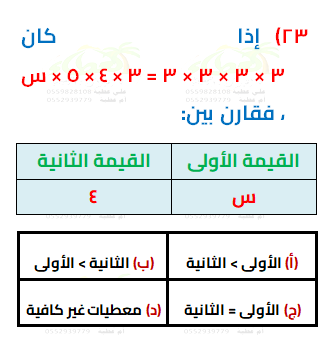 ٢٣) إذا كان
٣ × ٣ × ٣ × ٣ = ٣ × ٤ × ٥ × س
، فقارن بين:
القيمة الأولى القيمة الثانية
س ٤
(أ) الأولى > الثانية (ب) الثانية > الأولى
(ج) الأولى = الثانية (د) معطيات غير كافية